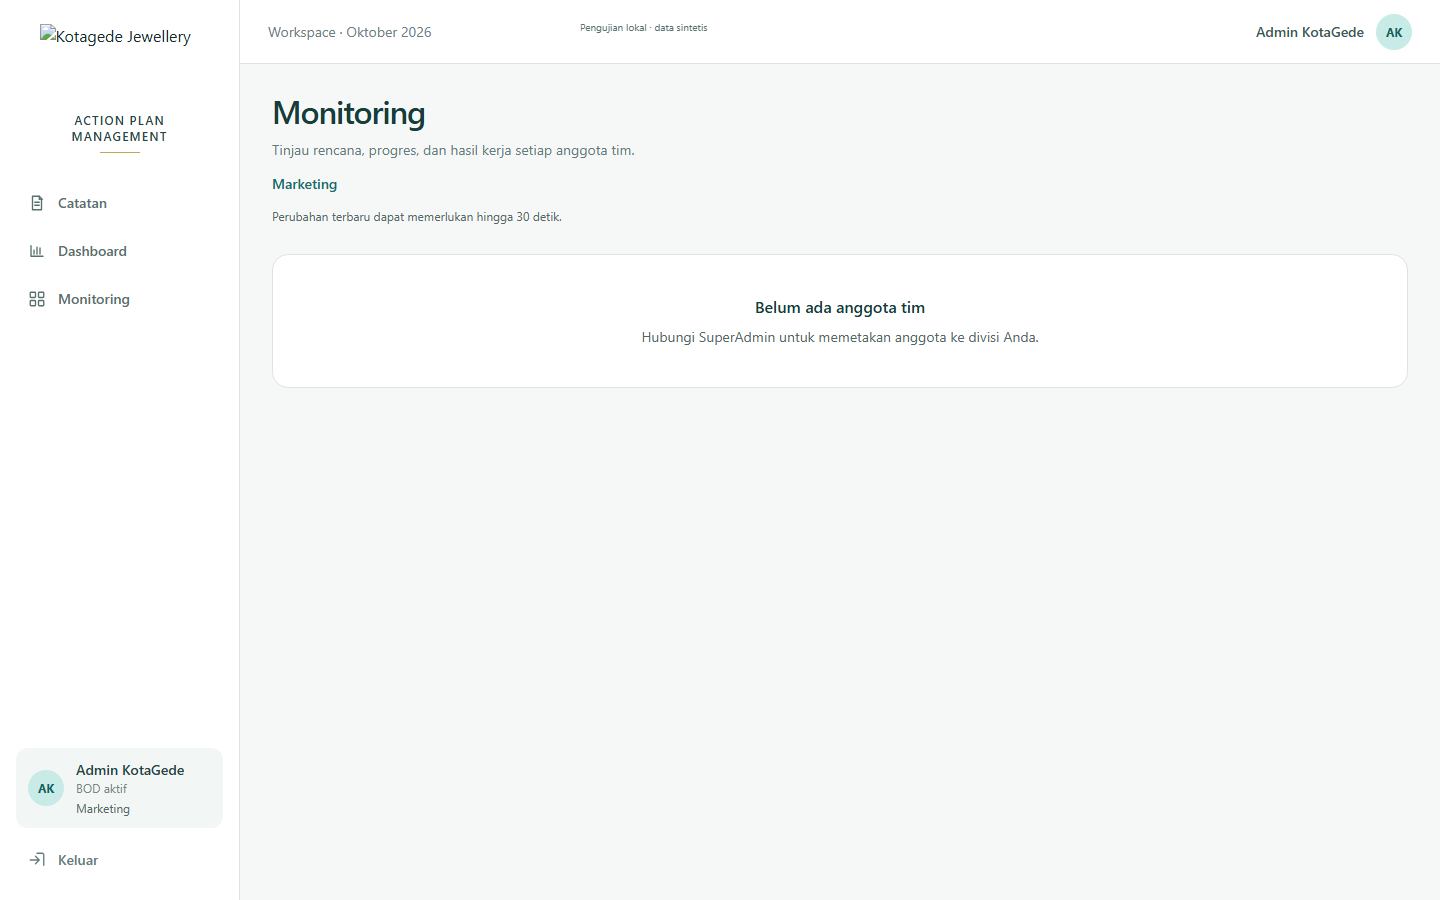 Kotagede Jewellery
ACTION PLAN
MANAGEMENT
Catatan
Dashboard
Monitoring
Admin KotaGede
AK
BOD aktif
Marketing
Keluar
Workspace · Oktober 2026
Pengujian lokal · data sintetis
Admin KotaGede
AK
Monitoring
Tinjau rencana, progres, dan hasil kerja setiap anggota tim.
Marketing
Perubahan terbaru dapat memerlukan hingga 30 detik.
Belum ada anggota tim
Hubungi SuperAdmin untuk memetakan anggota ke divisi Anda.